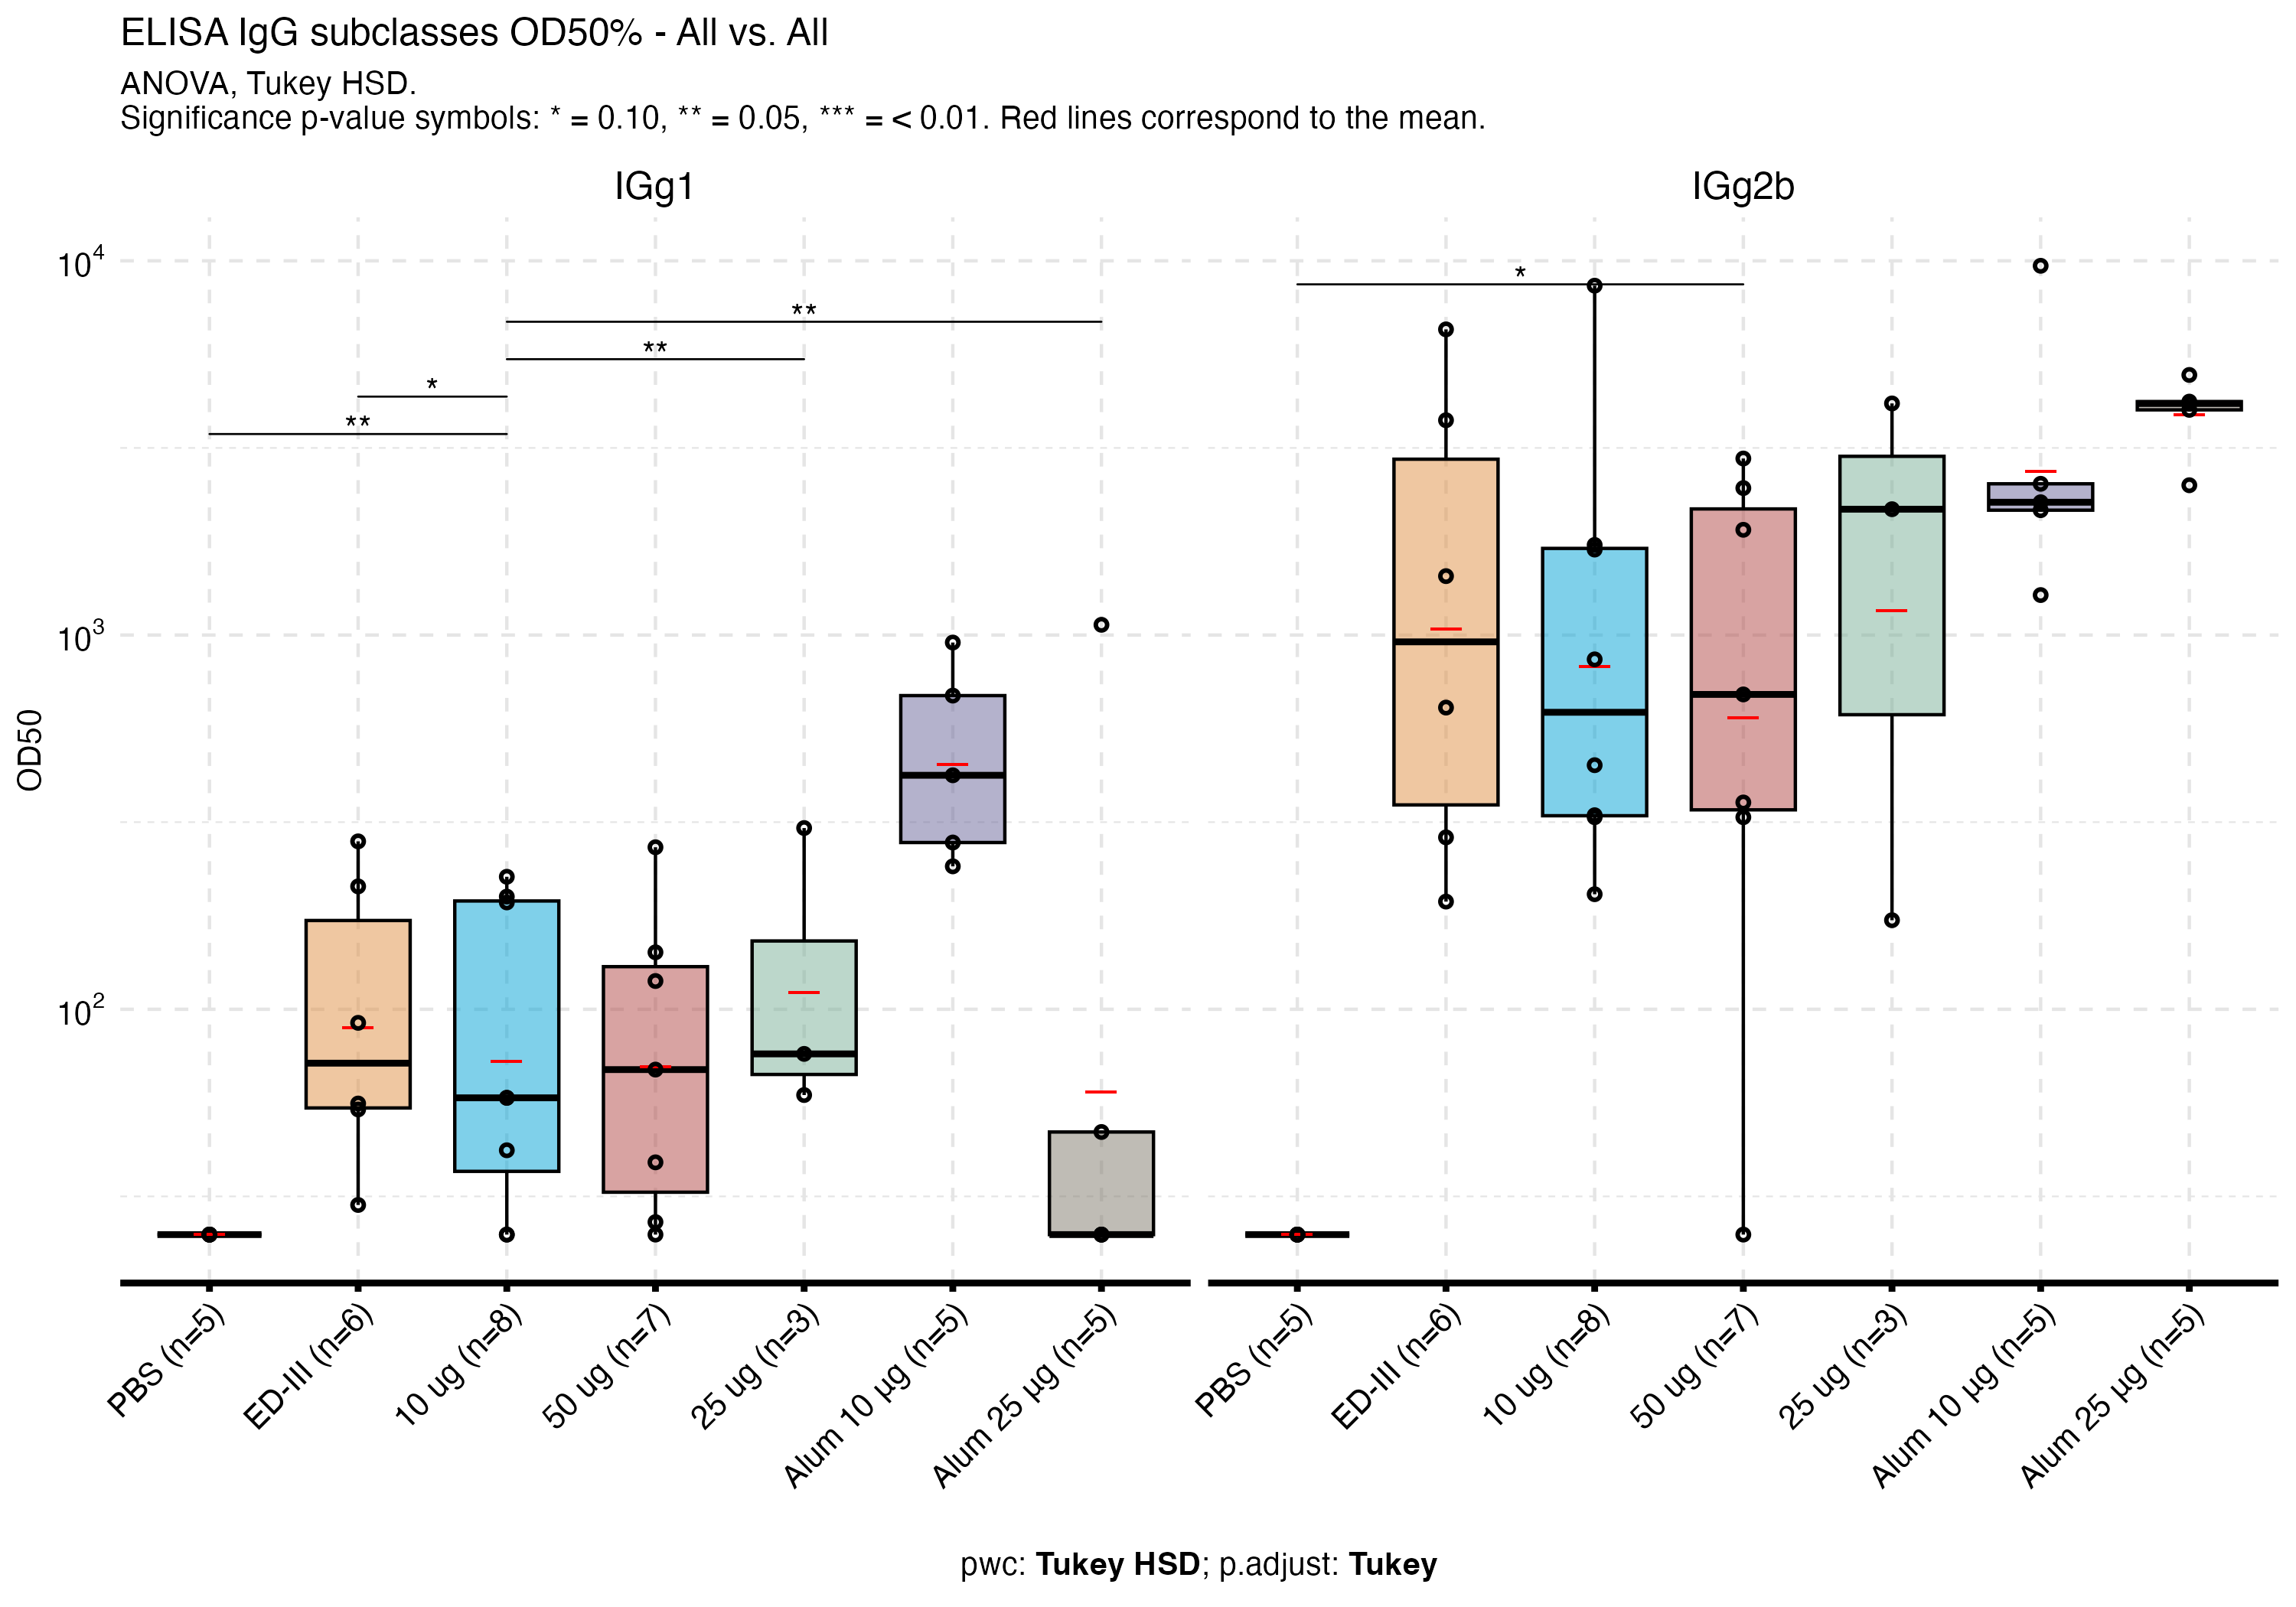 ELISA IgG subclasses OD50% - All vs. All
ANOVA, Tukey HSD.
Significance p-value symbols: * = 0.10, ** = 0.05, *** = < 0.01. Red lines correspond to the mean.
IGg1
IGg2b
10⁴
10³
10²
OD50
**
*
**
**
*
PBS (n=5)
ED-III (n=6)
10 ug (n=8)
50 ug (n=7)
25 ug (n=3)
Alum 10 µg (n=5)
Alum 25 µg (n=5)
PBS (n=5)
ED-III (n=6)
10 ug (n=8)
50 ug (n=7)
25 ug (n=3)
Alum 10 µg (n=5)
Alum 25 µg (n=5)
pwc: Tukey HSD; p.adjust: Tukey